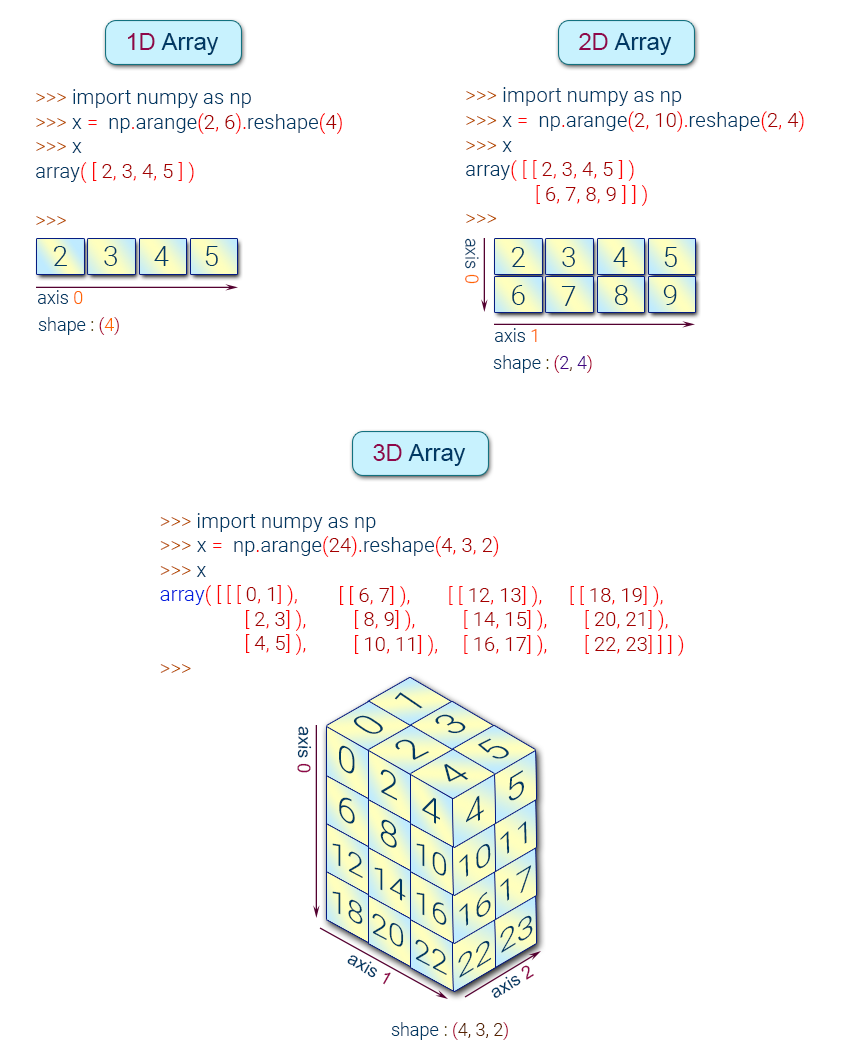 1D Array
>>> import numpy as np
>>> x = np.arange(2, 6).reshape(4)
>>> x
array( [ 2, 3, 4, 5 ] )
>>>
2 3 4 5
axis 0
shape : (4)
2D Array
>>> import numpy as np
>>> x = np.arange(2, 10).reshape(2, 4)
>>> x
array( [ [ 2, 3, 4, 5 ] )
[ 6, 7, 8, 9 ] ] )
>>>
axis 0
2 3 4 5
6 7 8 9
axis 1
shape : (2, 4)
3D Array
>>> import numpy as np
>>> x = np.arange(24).reshape(4, 3, 2)
>>> x
array( [ [ [ 0, 1] ), [ [ 6, 7] ), [ [ 12, 13] ), [ [ 18, 19] ),
[ 2, 3] ), [ 8, 9] ), [ 14, 15] ), [ 20, 21] ),
[ 4, 5] ), [ 10, 11] ), [ 16, 17] ), [ 22, 23] ] ] )
>>>
axis 0
0 1
2 3
4 5
0 2 4 4 5
6 8 10 10 11
12 14 16 16 17
18 20 22 22 23
axis 1
axis 2
shape : (4, 3, 2)